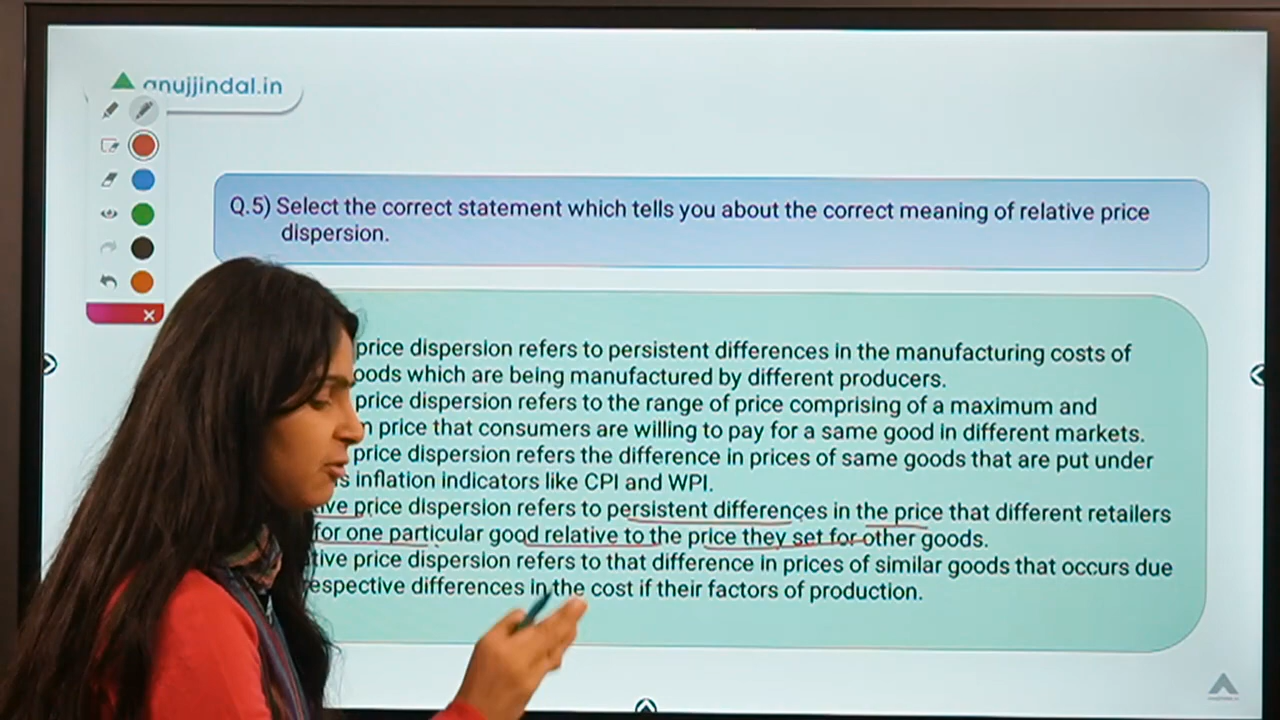 anujjindal.in
Q.5) Select the correct statement which tells you about the correct meaning of relative price
dispersion.
price dispersion refers to persistent differences in the manufacturing costs of
goods which are being manufactured by different producers.
price dispersion refers to the range of price comprising of a maximum and
price that consumers are willing to pay for a same good in different markets.
price dispersion refers the difference in prices of same goods that are put under
inflation indicators like CPI and WPI.
price dispersion refers to persistent differences in the price that different retailers
for one particular good relative to the price they set for other goods.
price dispersion refers to that difference in prices of similar goods that occurs due
respective differences in the cost if their factors of production.